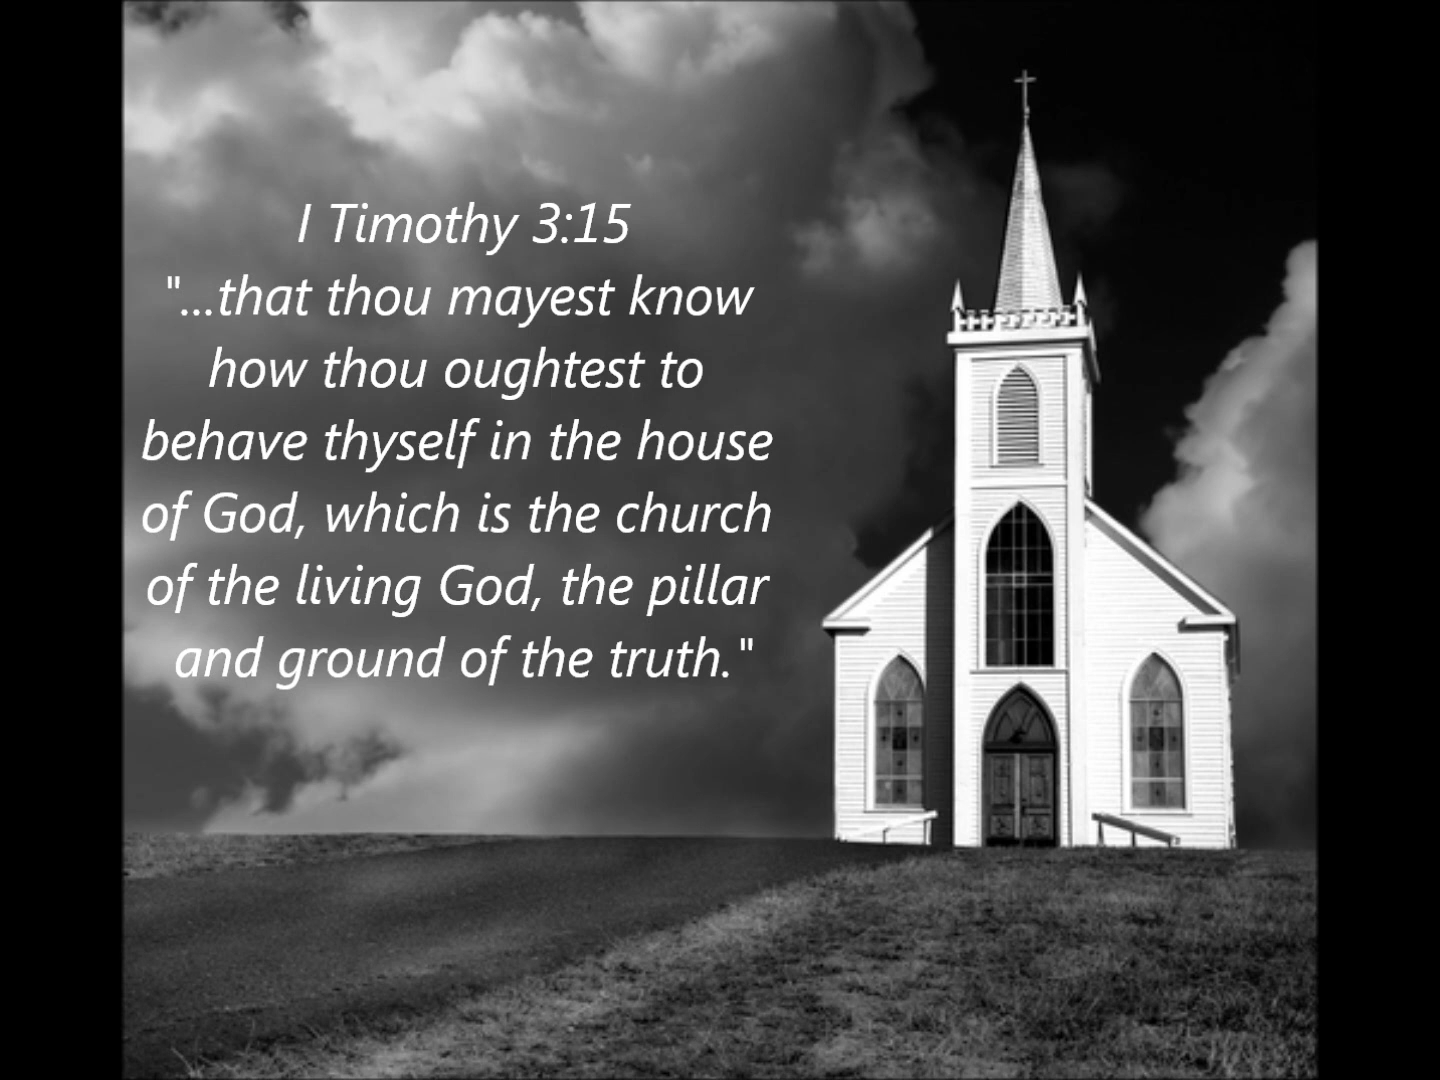 I Timothy 3:15
"...that thou mayest know
how thou oughtest to
behave thyself in the house
of God, which is the church
of the living God, the pillar
and ground of the truth."